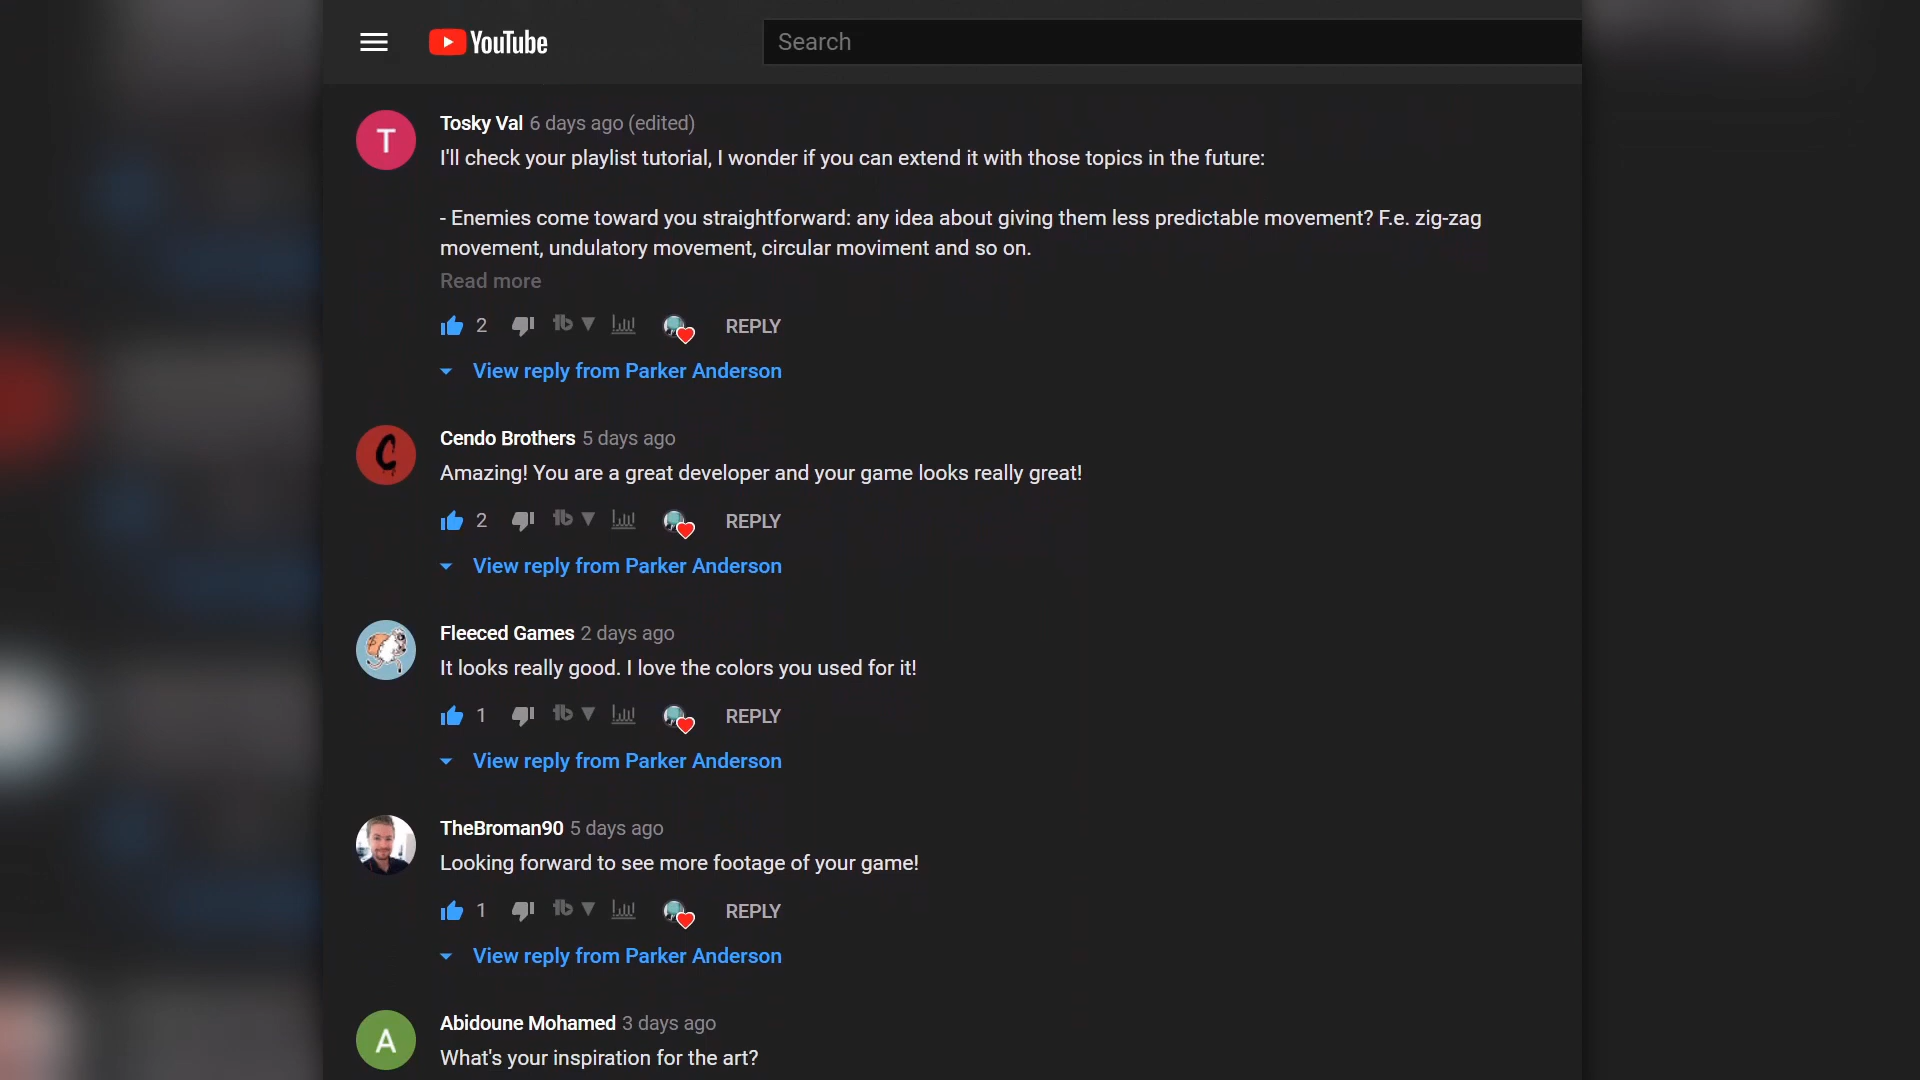 YouTube
Search
Tosky Val 6 days ago (edited)
I'll check your playlist tutorial, I wonder if you can extend it with those topics in the future:
- Enemies come toward you straightforward: any idea about giving them less predictable movement? F.e. zig-zag
movement, undulatory movement, circular moviment and so on.
Read more
2 REPLY
View reply from Parker Anderson
C
Cendo Brothers 5 days ago
Amazing! You are a great developer and your game looks really great!
2 REPLY
View reply from Parker Anderson
Fleeced Games 2 days ago
It looks really good. I love the colors you used for it!
1 REPLY
View reply from Parker Anderson
TheBroman90 5 days ago
Looking forward to see more footage of your game!
1 REPLY
View reply from Parker Anderson
A
Abidoune Mohamed 3 days ago
What's your inspiration for the art?